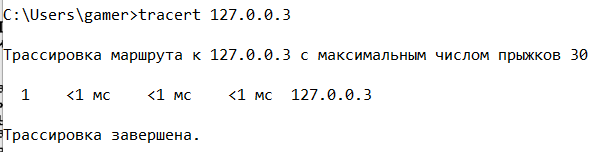 C:\Users\gamer>tracert 127.0.0.3
Трассировка маршрута к 127.0.0.3 с максимальным числом прыжков 30
1 <1 мс <1 мс <1 мс 127.0.0.3
Трассировка завершена.